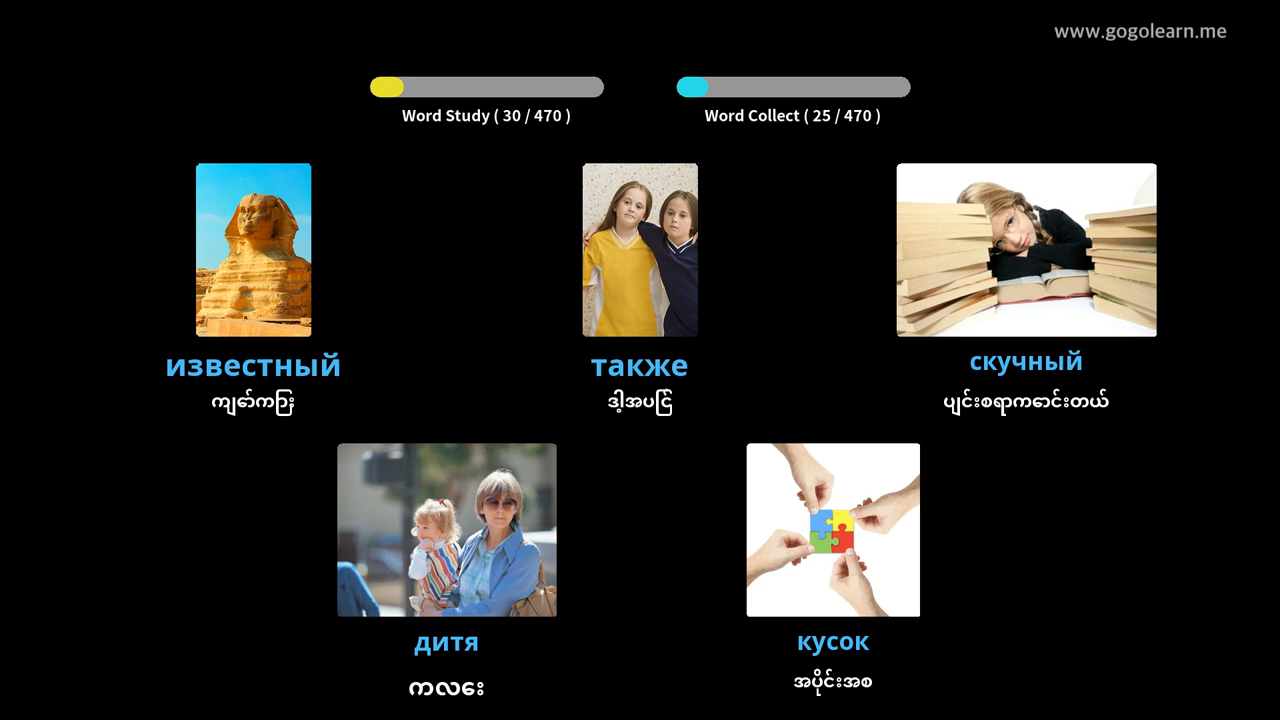 www.gogolearn.me
Word Study ( 30 / 470 )
Word Collect ( 25 / 470 )
известный
ကျော်ကြား
также
ဒါ့အပြင်
скучный
ပျင်းစရာကောင်းတယ်
дитя
ကလေး
кусок
အပိုင်းအစ